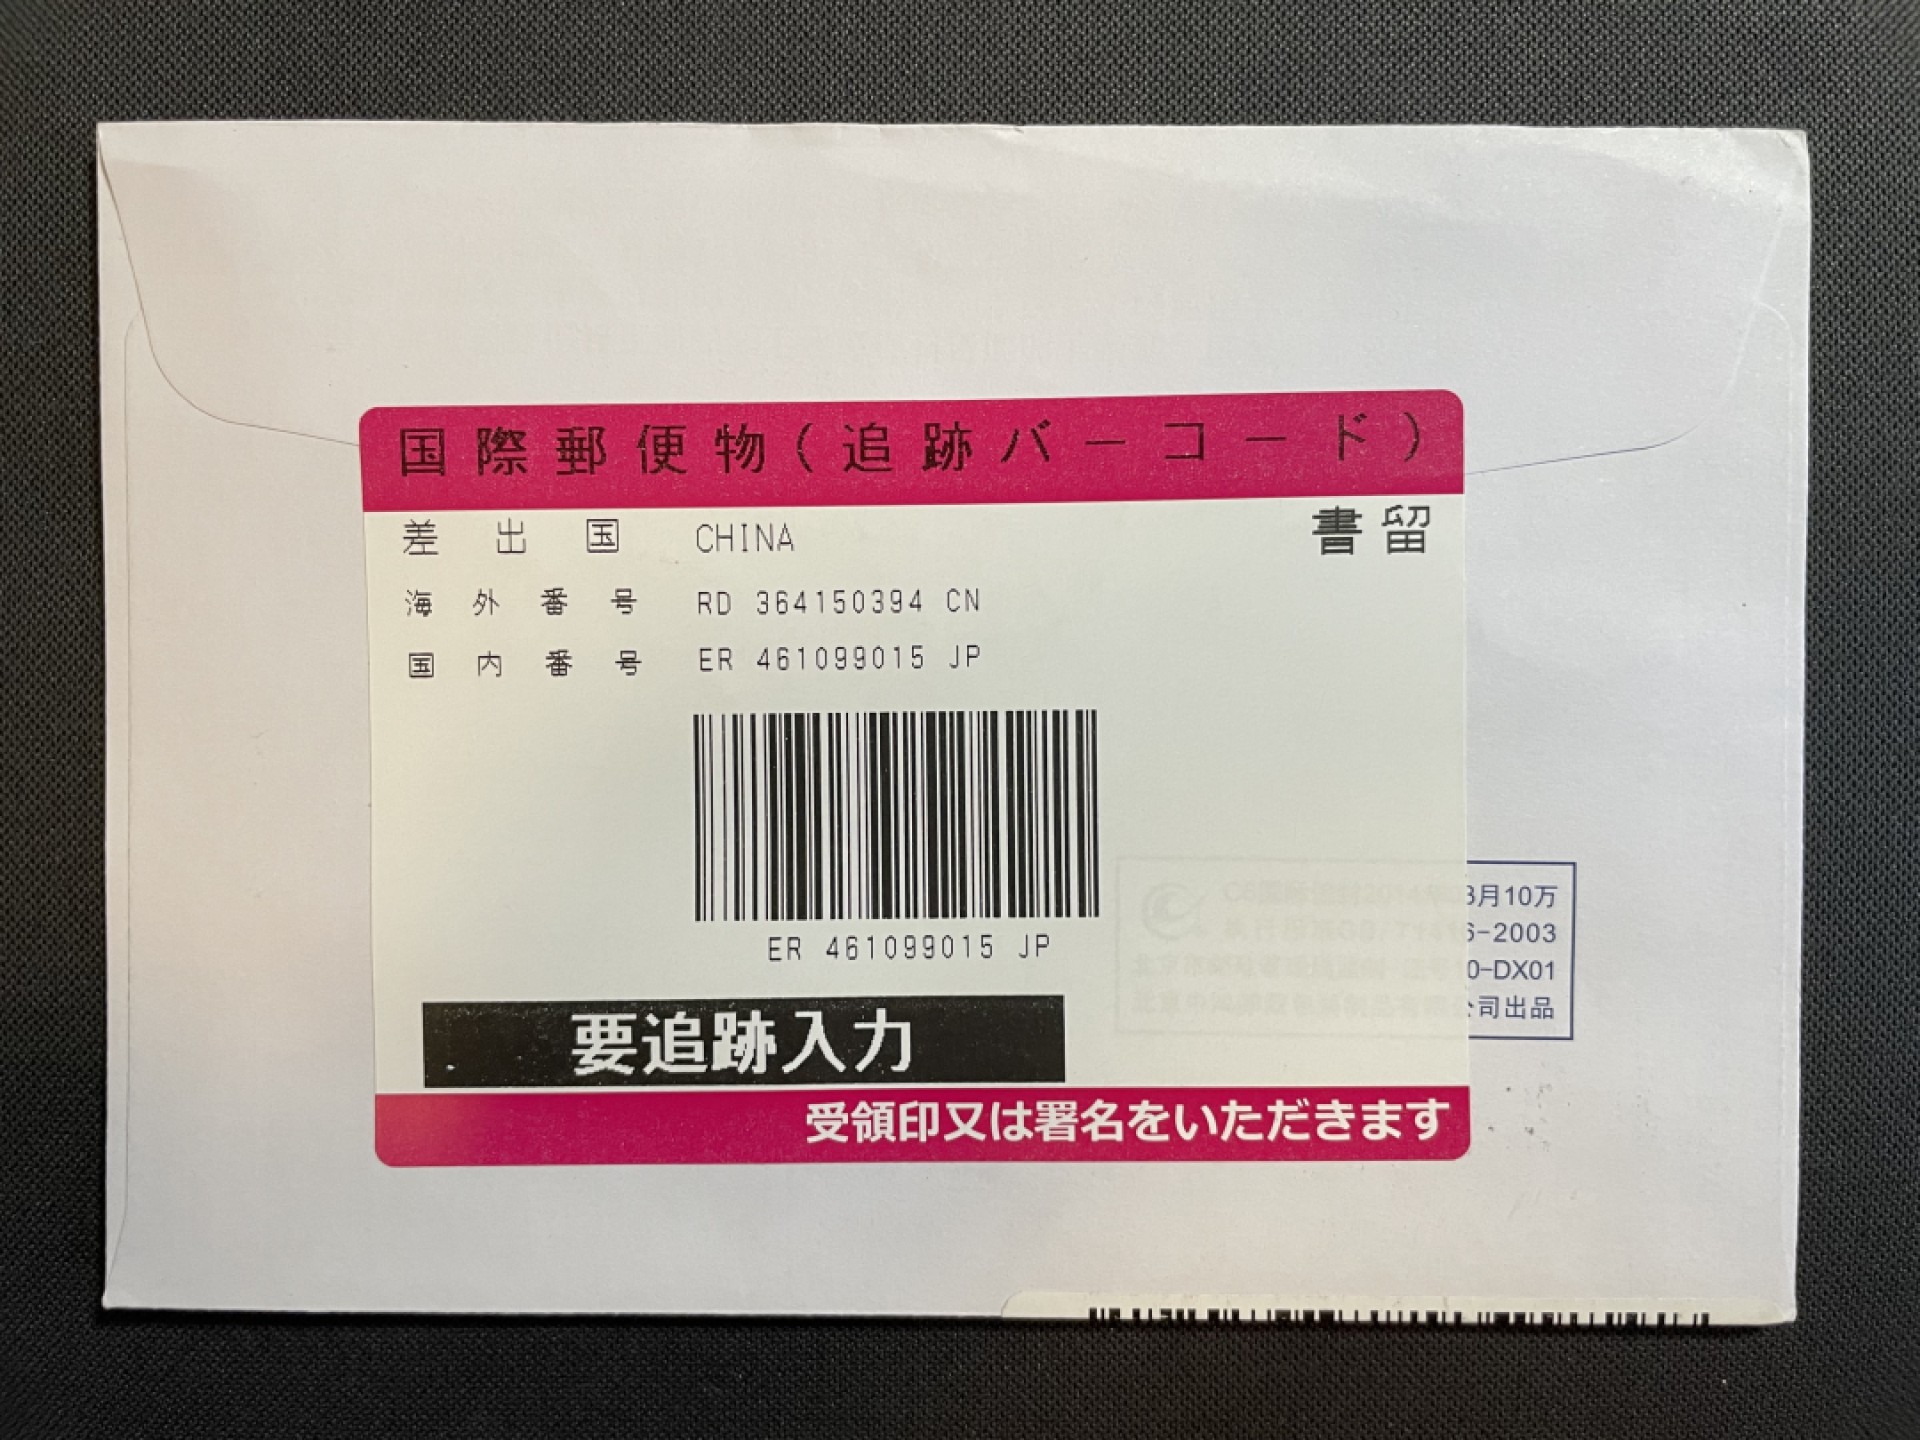 国際郵便物(追跡バーコード)
差出国 CHINA 書留
海外番号 RD 364150394 CN
国内番号 ER 461099015 JP
ER 461099015 JP
要追跡入力
受領印又は署名をいただきます
3月10万
6-2003
0-DX01
司出品